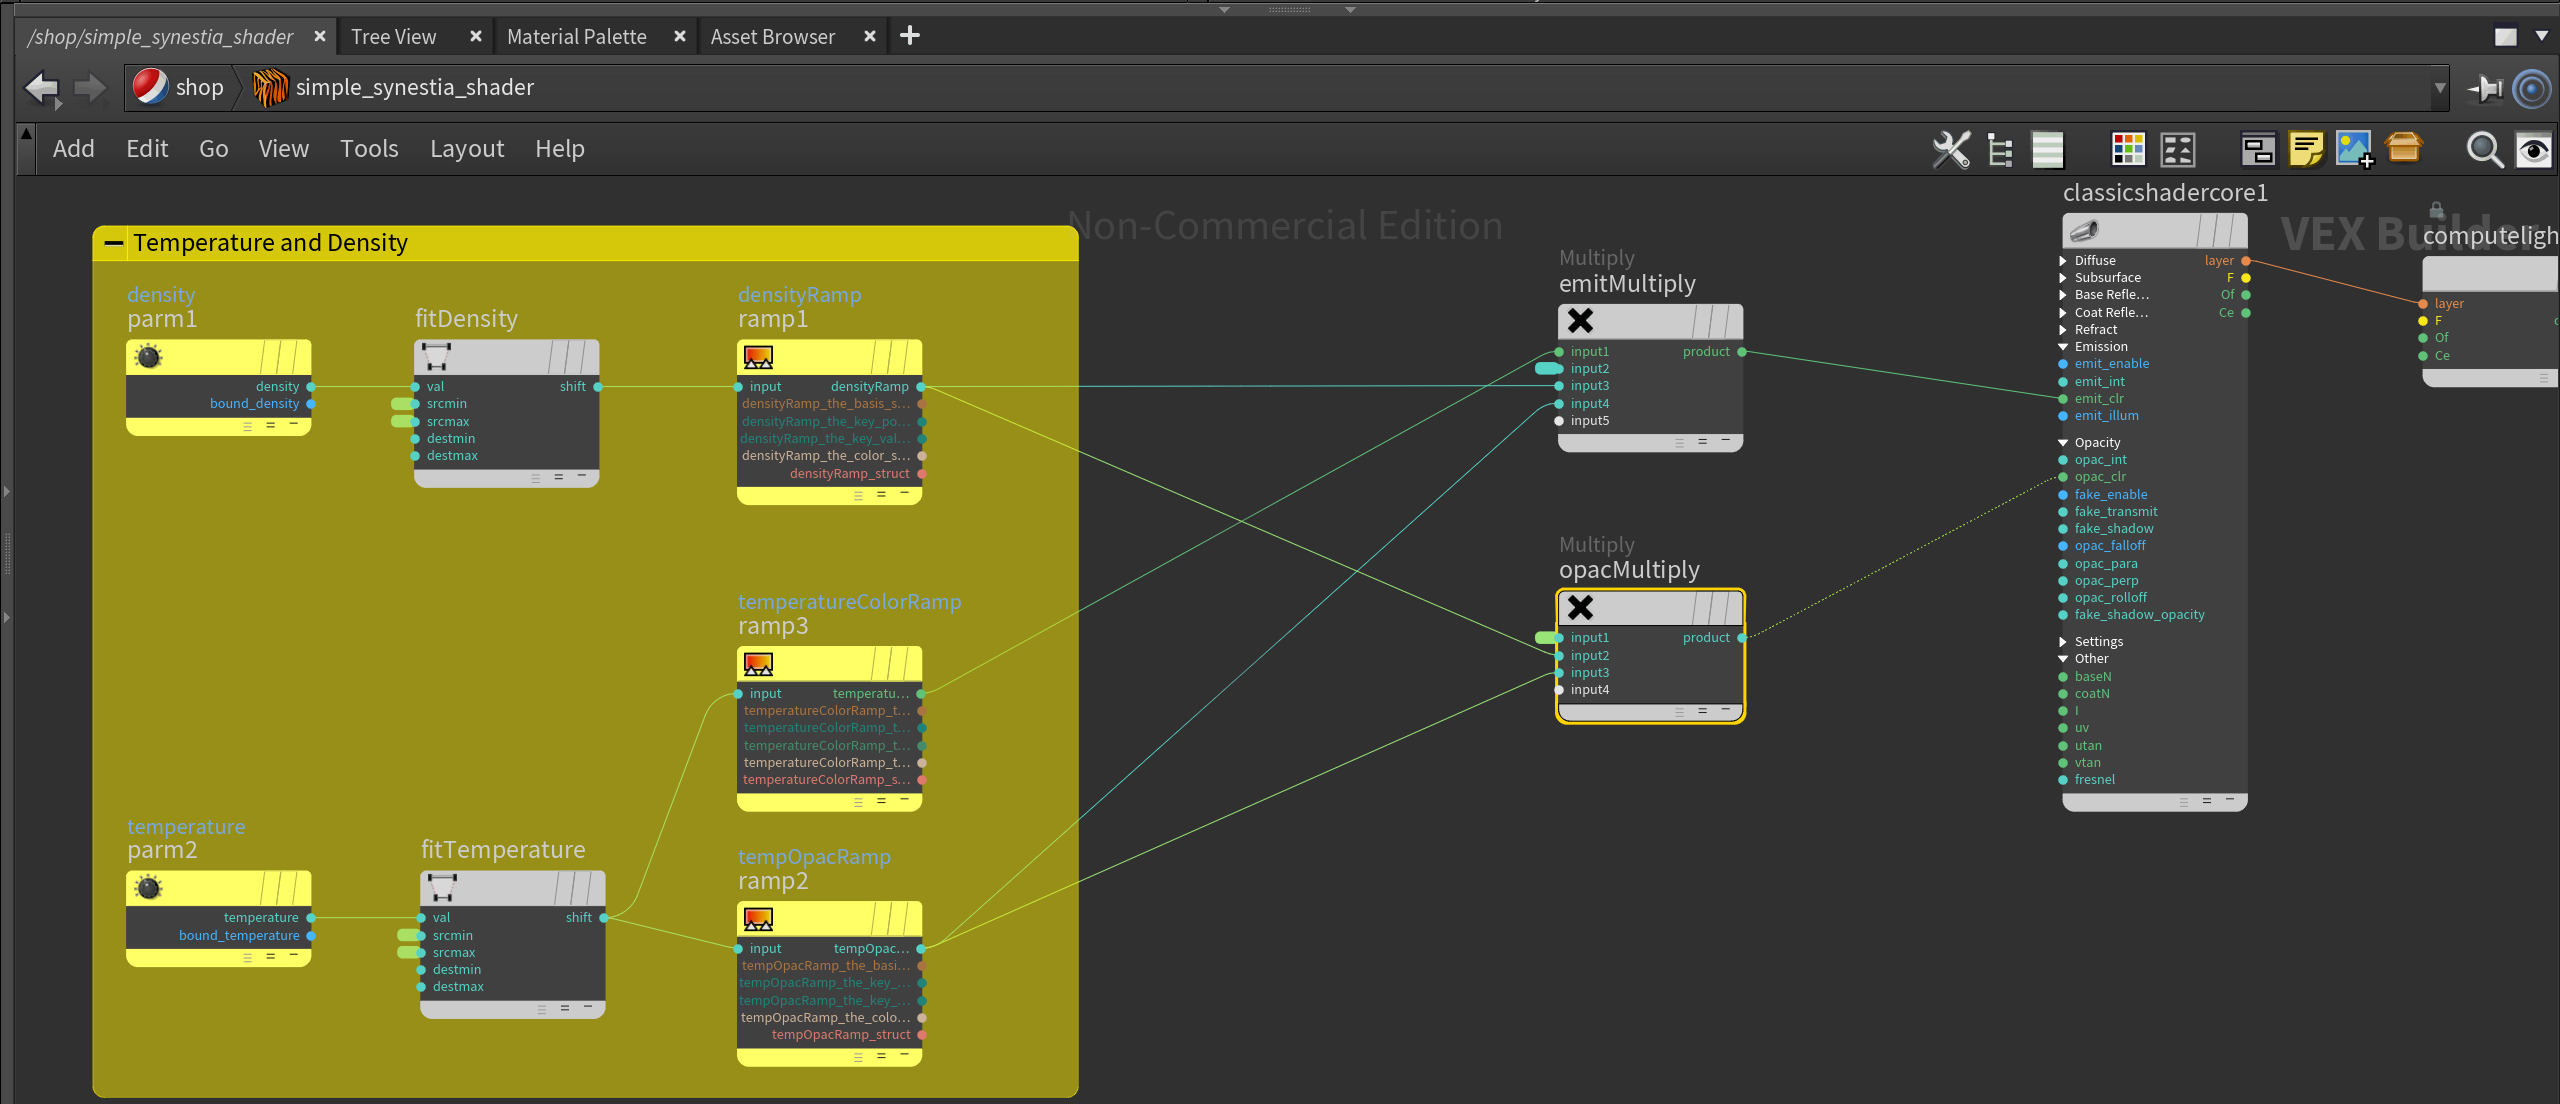 /shop/simple_synestia_shader
Tree View
Material Palette
Asset Browser
shop
simple_synestia_shader
Add Edit Go View Tools Layout Help
Non-Commercial Edition
VEX Builder
Temperature and Density
density
parm1
density
bound_density
fitDensity
val shift
srcmin
srcmax
destmin
destmax
densityRamp
ramp1
input densityRamp
densityRamp_the_basis_s...
densityRamp_the_key_po...
densityRamp_the_key_val...
densityRamp_the_color_s...
densityRamp_struct
temperatureColorRamp
ramp3
input temperatu...
temperatureColorRamp_t...
temperatureColorRamp_t...
temperatureColorRamp_t...
temperatureColorRamp_t...
temperatureColorRamp_s...
temperature
parm2
temperature
bound_temperature
fitTemperature
val shift
srcmin
srcmax
destmin
destmax
tempOpacRamp
ramp2
input tempOpac...
tempOpacRamp_the_basi...
tempOpacRamp_the_key_...
tempOpacRamp_the_key_...
tempOpacRamp_the_colo...
tempOpacRamp_struct
Multiply
emitMultiply
input1 product
input2
input3
input4
input5
Multiply
opacMultiply
input1 product
input2
input3
input4
classicshadercore1
Diffuse layer
Subsurface F
Base Refle... Of
Coat Refle... Ce
Refract
Emission
emit_enable
emit_int
emit_clr
emit_illum
Opacity
opac_int
opac_clr
fake_enable
fake_transmit
fake_shadow
opac_falloff
opac_para
opac_perp
opac_rolloff
fake_shadow_opacity
Settings
Other
baseN
coatN
I
uv
utan
vtan
fresnel
computeligh
layer
F
Of
Ce